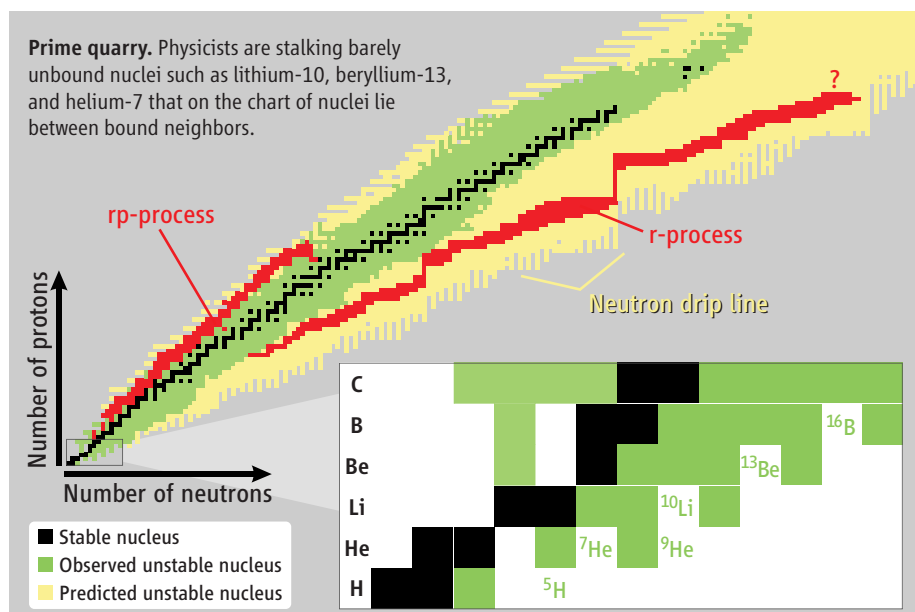 Prime quarry. Physicists are stalking barely
unbound nuclei such as lithium-10, beryllium-13,
and helium-7 that on the chart of nuclei lie
between bound neighbors.
?
rp-process
r-process
Neutron drip line
Number of protons
Number of neutrons
Stable nucleus
Observed unstable nucleus
Predicted unstable nucleus
C
B
¹⁶B
Be
¹³Be
Li
¹⁰Li
He
⁷He
⁹He
H
⁵H